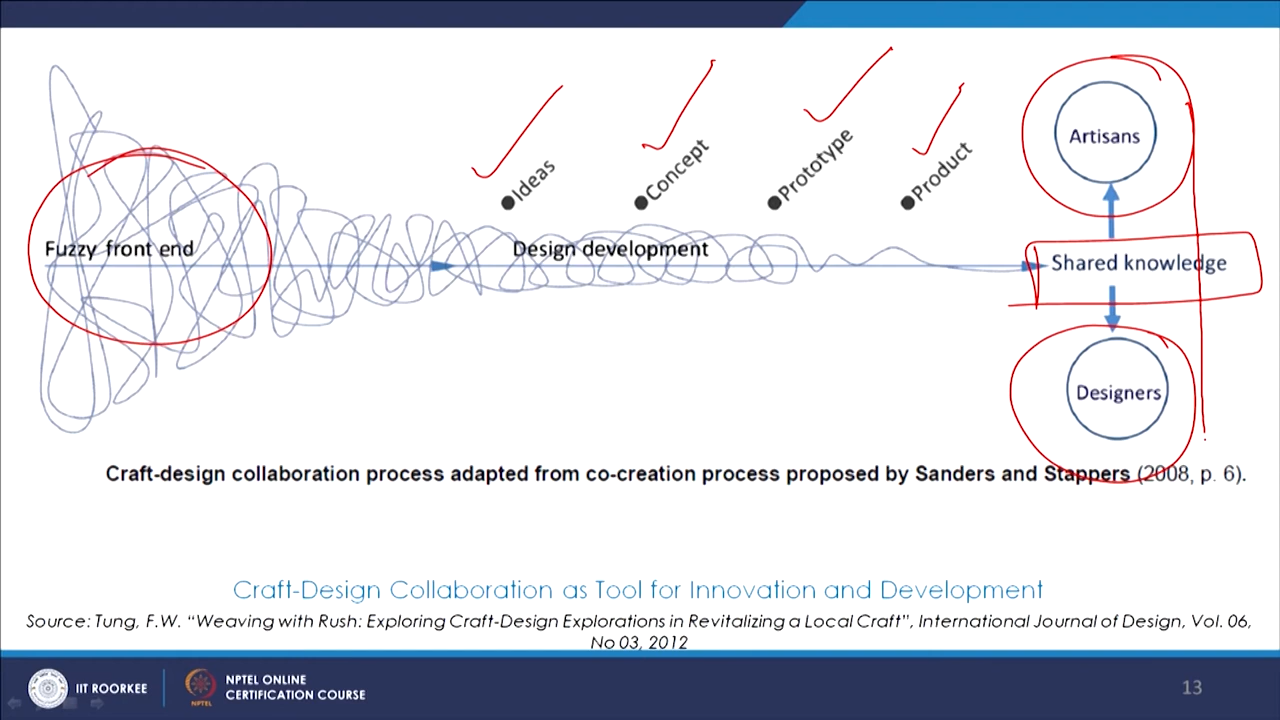 Ideas
Concept
Prototype
Product
Artisans
Fuzzy front end
Design development
Shared knowledge
Designers
Craft-design collaboration process adapted from co-creation process proposed by Sanders and Stappers (2008, p. 6).
Craft-Design Collaboration as Tool for Innovation and Development
Source: Tung, F.W. “Weaving with Rush: Exploring Craft-Design Explorations in Revitalizing a Local Craft”, International Journal of Design, Vol. 06,
No 03, 2012
IIT ROORKEE
NPTEL
NPTEL ONLINE
CERTIFICATION COURSE
13